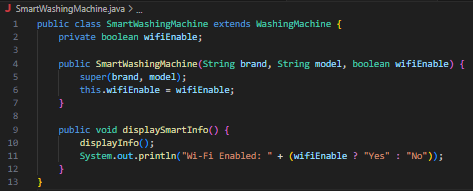 SmartWashingMachine.java > ...
1 public class SmartWashingMachine extends WashingMachine {
2     private boolean wifiEnable;
3
4     public SmartWashingMachine(String brand, String model, boolean wifiEnable) {
5         super(brand, model);
6         this.wifiEnable = wifiEnable;
7     }
8
9     public void displaySmartInfo() {
10         displayInfo();
11         System.out.println("Wi-Fi Enabled: " + (wifiEnable ? "Yes" : "No"));
12     }
13 }